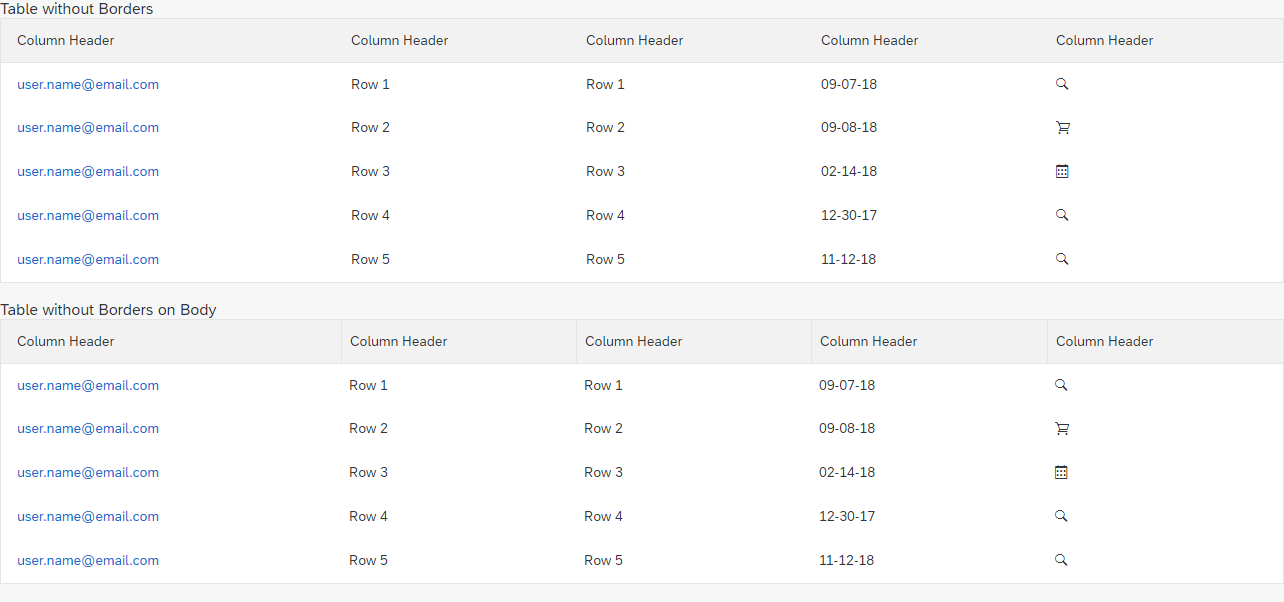 Table without Borders
Column Header Column Header Column Header Column Header Column Header
user.name@email.com Row 1 Row 1 09-07-18
user.name@email.com Row 2 Row 2 09-08-18
user.name@email.com Row 3 Row 3 02-14-18
user.name@email.com Row 4 Row 4 12-30-17
user.name@email.com Row 5 Row 5 11-12-18
Table without Borders on Body
Column Header Column Header Column Header Column Header Column Header
user.name@email.com Row 1 Row 1 09-07-18
user.name@email.com Row 2 Row 2 09-08-18
user.name@email.com Row 3 Row 3 02-14-18
user.name@email.com Row 4 Row 4 12-30-17
user.name@email.com Row 5 Row 5 11-12-18